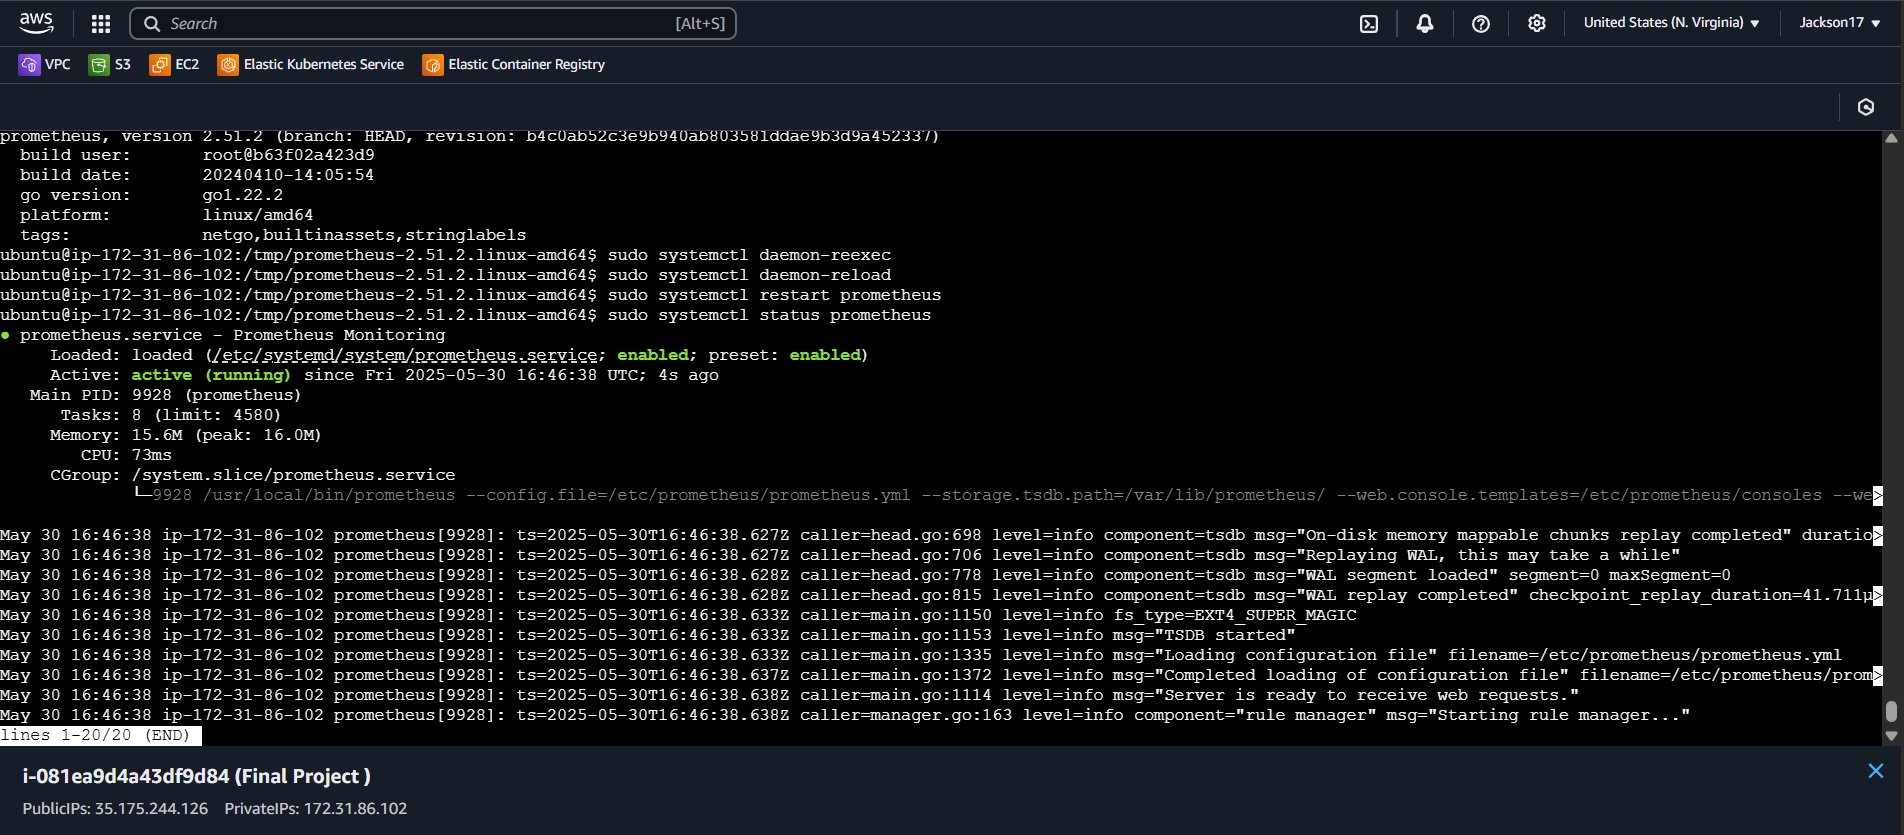 aws
Search [Alt+S]
United States (N. Virginia)
Jackson17
VPC S3 EC2 Elastic Kubernetes Service Elastic Container Registry
prometheus, version 2.51.2 (branch: HEAD, revision: b4c0ab52c3e9b940ab803581ddae9b3d9a452337)
build user: root@b63f02a423d9
build date: 20240410-14:05:54
go version: go1.22.2
platform: linux/amd64
tags: netgo,builtinassets,stringlabels
ubuntu@ip-172-31-86-102:/tmp/prometheus-2.51.2.linux-amd64$ sudo systemctl daemon-reexec
ubuntu@ip-172-31-86-102:/tmp/prometheus-2.51.2.linux-amd64$ sudo systemctl daemon-reload
ubuntu@ip-172-31-86-102:/tmp/prometheus-2.51.2.linux-amd64$ sudo systemctl restart prometheus
ubuntu@ip-172-31-86-102:/tmp/prometheus-2.51.2.linux-amd64$ sudo systemctl status prometheus
● prometheus.service - Prometheus Monitoring
Loaded: loaded (/etc/systemd/system/prometheus.service; enabled; preset: enabled)
Active: active (running) since Fri 2025-05-30 16:46:38 UTC; 4s ago
Main PID: 9928 (prometheus)
Tasks: 8 (limit: 4580)
Memory: 15.6M (peak: 16.0M)
CPU: 73ms
CGroup: /system.slice/prometheus.service
└─9928 /usr/local/bin/prometheus --config.file=/etc/prometheus/prometheus.yml --storage.tsdb.path=/var/lib/prometheus/ --web.console.templates=/etc/prometheus/consoles --we>
May 30 16:46:38 ip-172-31-86-102 prometheus[9928]: ts=2025-05-30T16:46:38.627Z caller=head.go:698 level=info component=tsdb msg="On-disk memory mappable chunks replay completed" duratio>
May 30 16:46:38 ip-172-31-86-102 prometheus[9928]: ts=2025-05-30T16:46:38.627Z caller=head.go:706 level=info component=tsdb msg="Replaying WAL, this may take a while"
May 30 16:46:38 ip-172-31-86-102 prometheus[9928]: ts=2025-05-30T16:46:38.628Z caller=head.go:778 level=info component=tsdb msg="WAL segment loaded" segment=0 maxSegment=0
May 30 16:46:38 ip-172-31-86-102 prometheus[9928]: ts=2025-05-30T16:46:38.628Z caller=head.go:815 level=info component=tsdb msg="WAL replay completed" checkpoint_replay_duration=41.711µ>
May 30 16:46:38 ip-172-31-86-102 prometheus[9928]: ts=2025-05-30T16:46:38.633Z caller=main.go:1150 level=info fs_type=EXT4_SUPER_MAGIC
May 30 16:46:38 ip-172-31-86-102 prometheus[9928]: ts=2025-05-30T16:46:38.633Z caller=main.go:1153 level=info msg="TSDB started"
May 30 16:46:38 ip-172-31-86-102 prometheus[9928]: ts=2025-05-30T16:46:38.633Z caller=main.go:1335 level=info msg="Loading configuration file" filename=/etc/prometheus/prometheus.yml
May 30 16:46:38 ip-172-31-86-102 prometheus[9928]: ts=2025-05-30T16:46:38.637Z caller=main.go:1372 level=info msg="Completed loading of configuration file" filename=/etc/prometheus/prom>
May 30 16:46:38 ip-172-31-86-102 prometheus[9928]: ts=2025-05-30T16:46:38.638Z caller=main.go:1114 level=info msg="Server is ready to receive web requests."
May 30 16:46:38 ip-172-31-86-102 prometheus[9928]: ts=2025-05-30T16:46:38.638Z caller=manager.go:163 level=info component="rule manager" msg="Starting rule manager..."
lines 1-20/20 (END)
i-081ea9d4a43df9d84 (Final Project )
PublicIPs: 35.175.244.126 PrivateIPs: 172.31.86.102